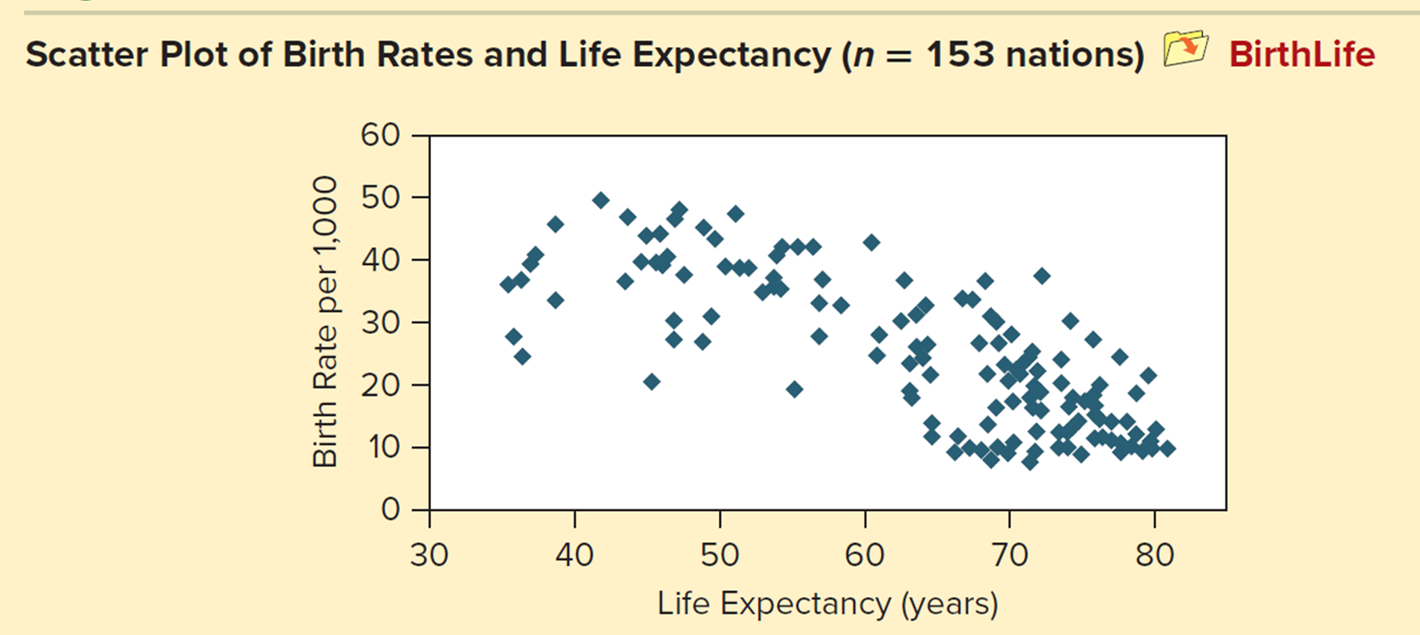 Scatter Plot of Birth Rates and Life Expectancy (n = 153 nations) BirthLife
60
50
40
30
20
10
0
Birth Rate per 1,000
30 40 50 60 70 80
Life Expectancy (years)